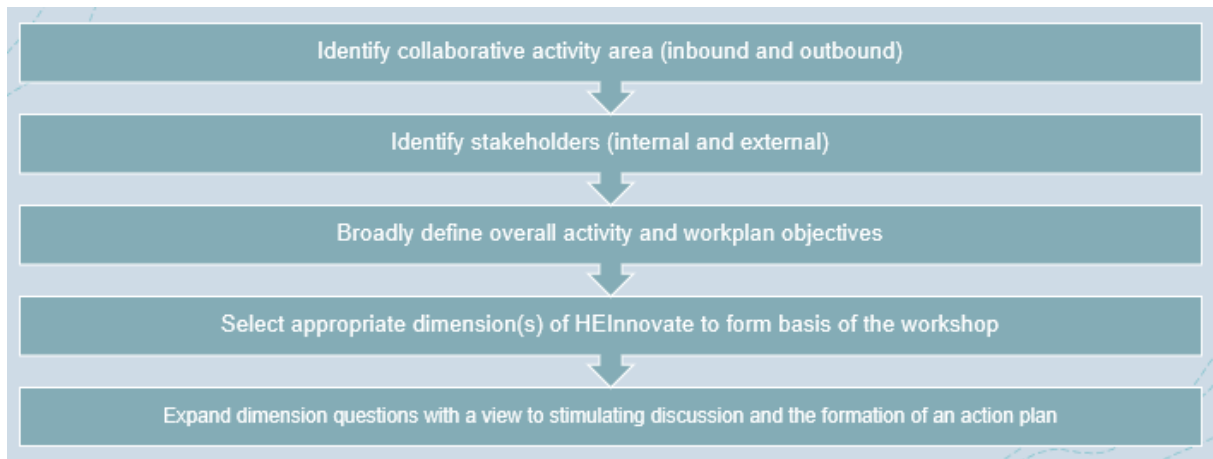 Identify collaborative activity area (inbound and outbound)
Identify stakeholders (internal and external)
Broadly define overall activity and workplan objectives
Select appropriate dimension(s) of HEInnovate to form basis of the workshop
Expand dimension questions with a view to stimulating discussion and the formation of an action plan